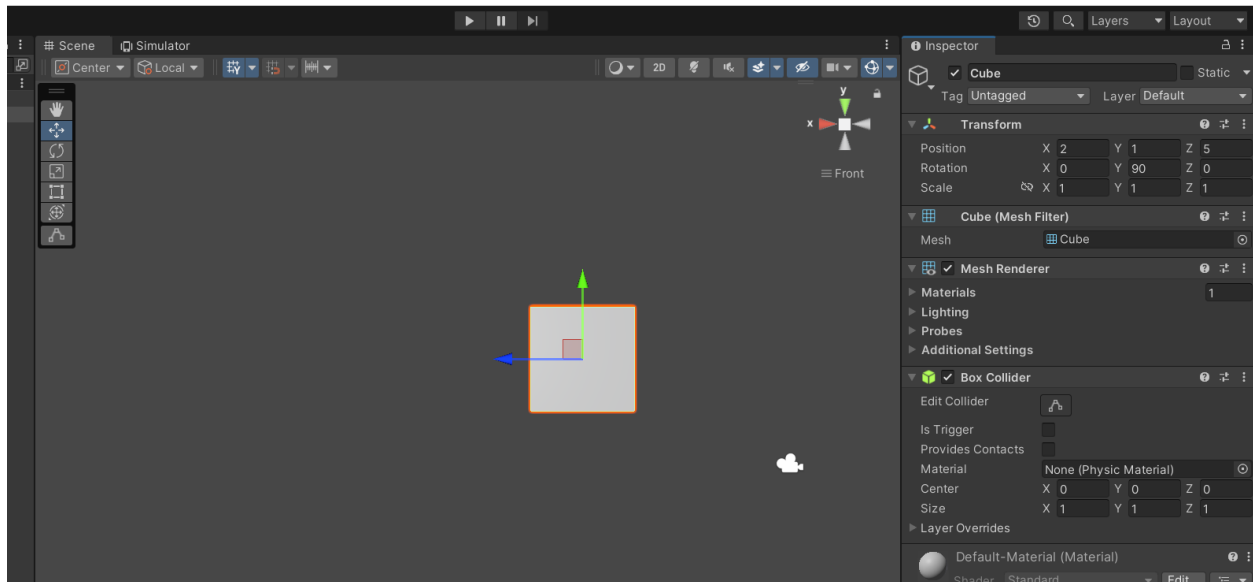 Layers Layout
Scene Simulator
Inspector
Center Local 2D
Cube Static
Tag Untagged Layer Default
y
x
Front
Transform
Position X 2 Y 1 Z 5
Rotation X 0 Y 90 Z 0
Scale X 1 Y 1 Z 1
Cube (Mesh Filter)
Mesh Cube
Mesh Renderer
Materials 1
Lighting
Probes
Additional Settings
Box Collider
Edit Collider
Is Trigger
Provides Contacts
Material None (Physic Material)
Center X 0 Y 0 Z 0
Size X 1 Y 1 Z 1
Layer Overrides
Default-Material (Material)
Shader Standard Edit...